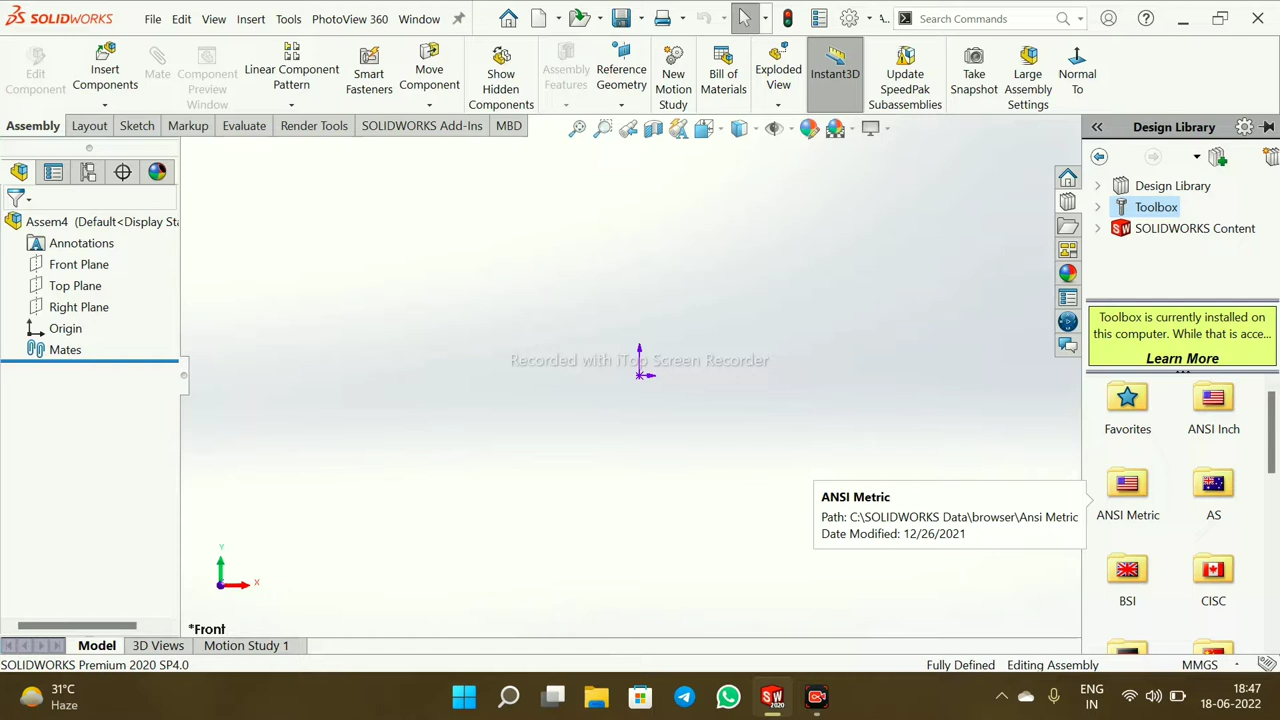 SOLIDWORKS
File Edit View Insert Tools PhotoView 360 Window
A... Search Commands
Edit Component
Insert Components
Mate
Component Preview Window
Linear Component Pattern
Smart Fasteners
Move Component
Show Hidden Components
Assembly Features
Reference Geometry
New Motion Study
Bill of Materials
Exploded View
Instant3D
Update SpeedPak Subassemblies
Take Snapshot
Large Assembly Settings
Normal To
Assembly Layout Sketch Markup Evaluate Render Tools SOLIDWORKS Add-Ins MBD
Design Library
Assem4 (Default<Display Sta
Annotations
Front Plane
Top Plane
Right Plane
Origin
Mates
Design Library
Toolbox
SOLIDWORKS Content
Toolbox is currently installed on
this computer. While that is acce...
Learn More
Recorded with iTop Screen Recorder
Favorites
ANSI Inch
ANSI Metric
AS
BSI
CISC
ANSI Metric
Path: C:\SOLIDWORKS Data\browser\Ansi Metric
Date Modified: 12/26/2021
Y
X
*Front
Model 3D Views Motion Study 1
SOLIDWORKS Premium 2020 SP4.0
Fully Defined Editing Assembly MMGS
31°C
Haze
SW
2020
ENG
IN
18:47
18-06-2022